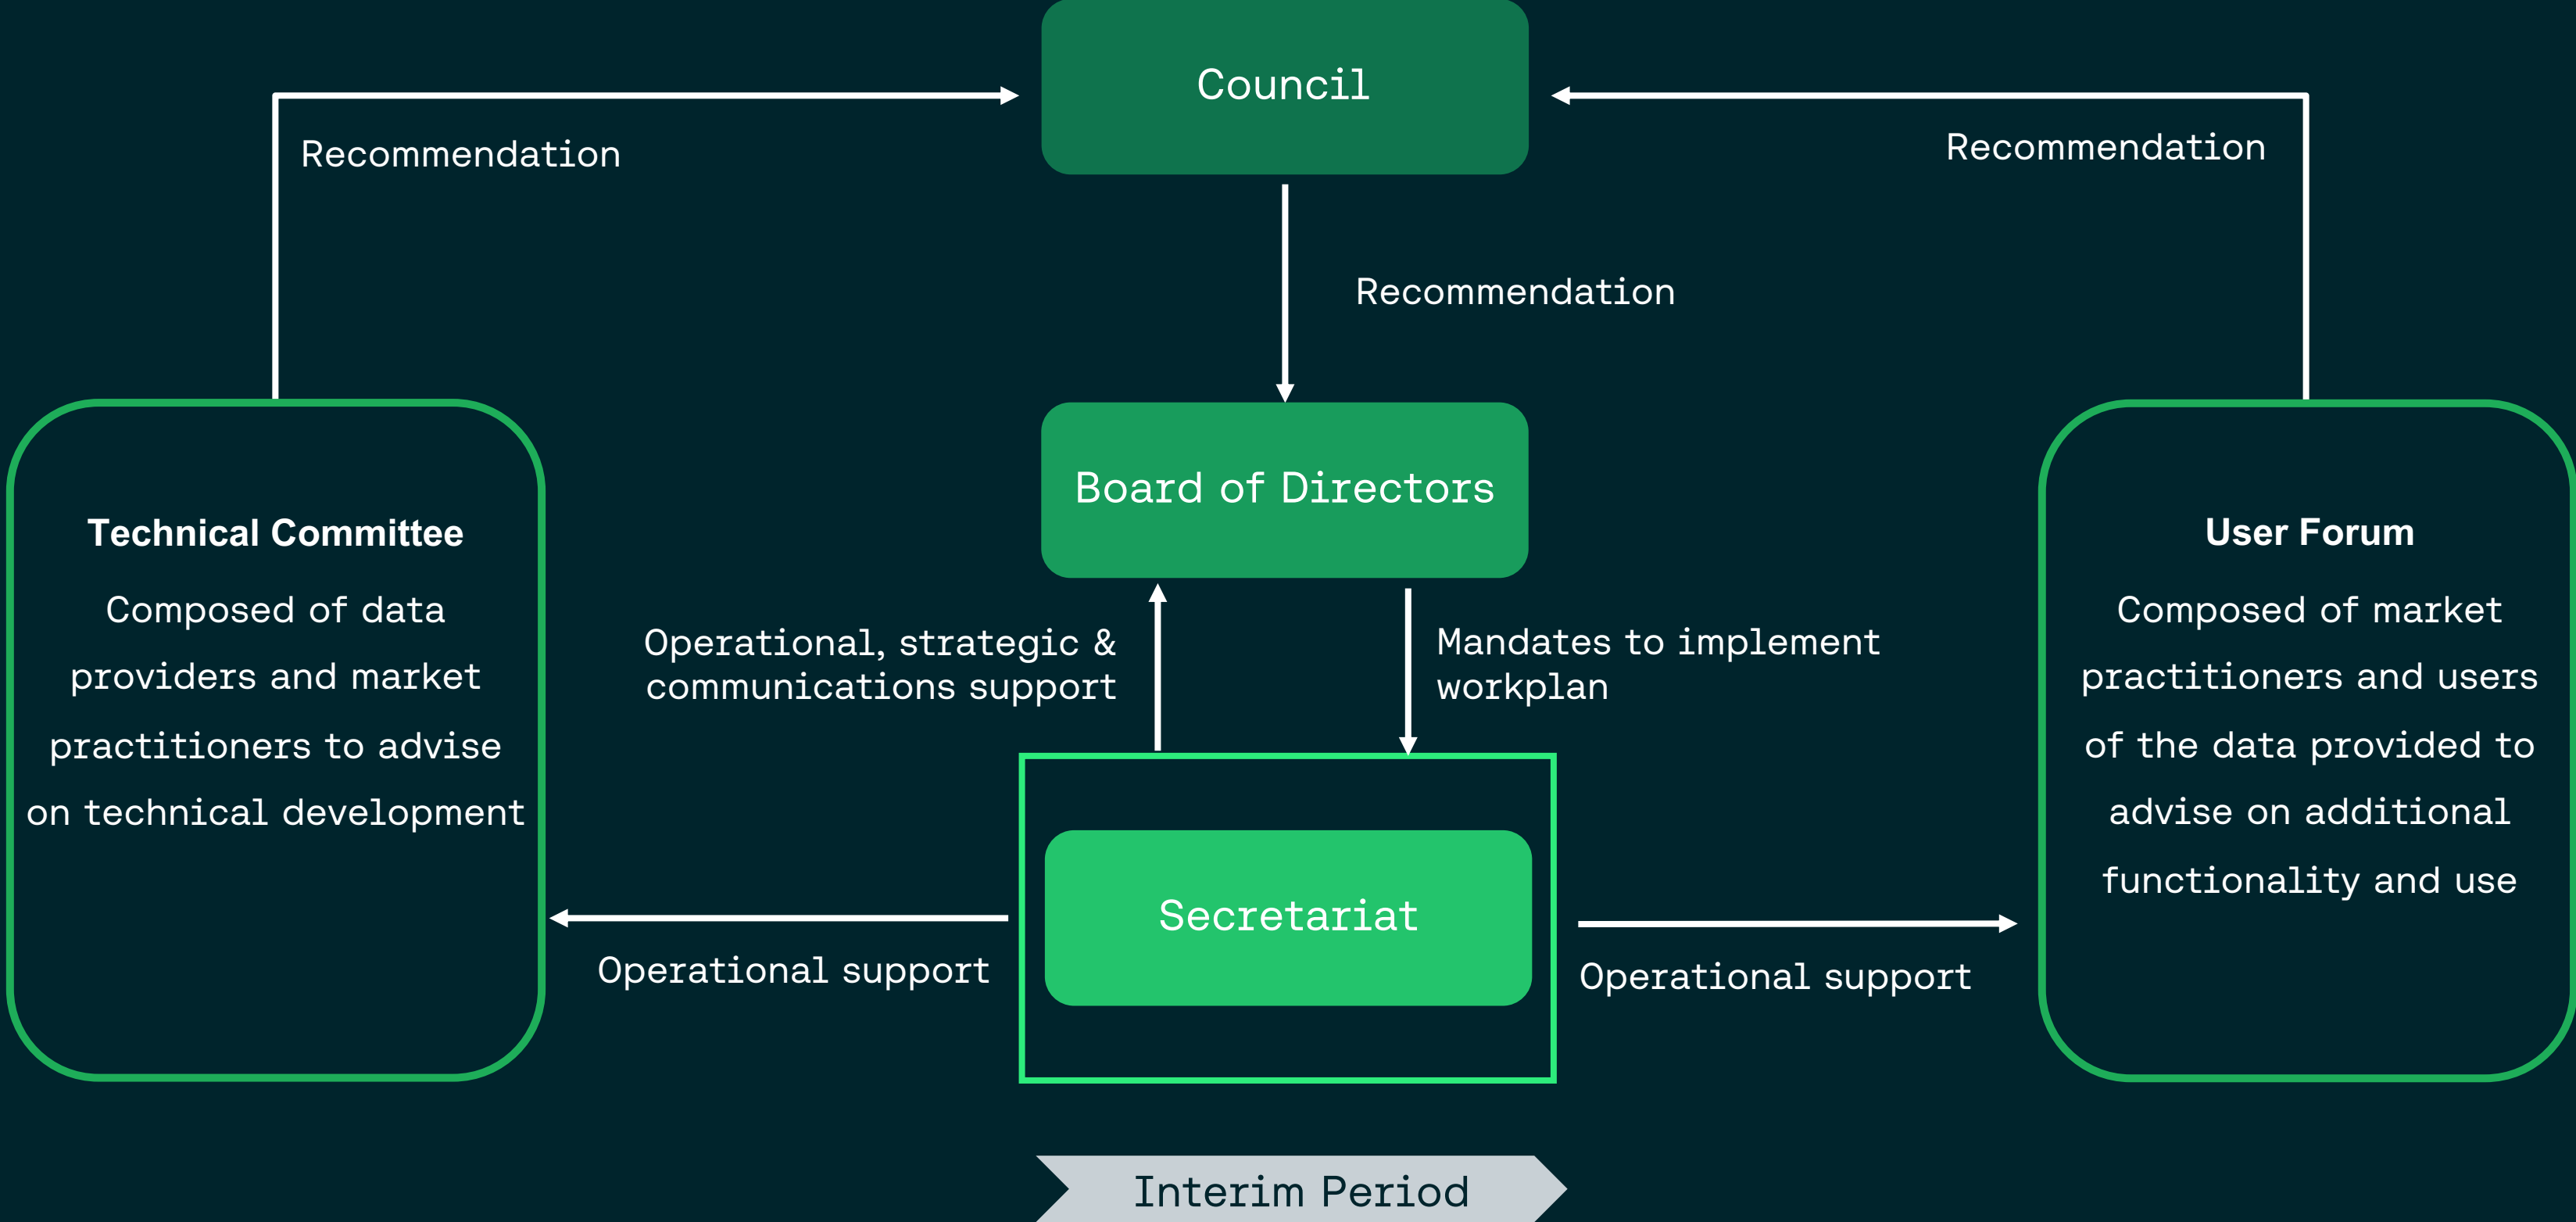 Council
Recommendation
Recommendation
Recommendation
Board of Directors
Technical Committee
Composed of data
providers and market
practitioners to advise
on technical development
Operational, strategic &
communications support
Mandates to implement
workplan
User Forum
Composed of market
practitioners and users
of the data provided to
advise on additional
functionality and use
Secretariat
Operational support
Operational support
Interim Period